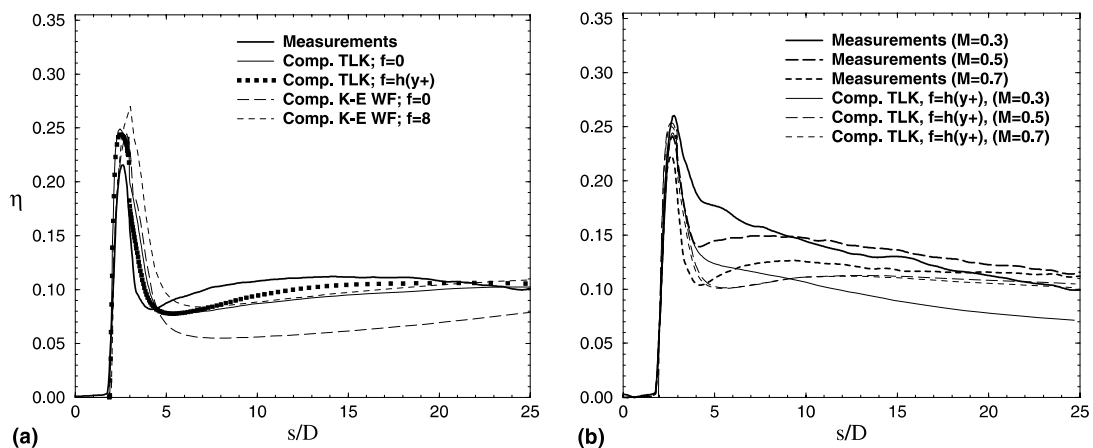 0.35
0.30
0.25
0.20
η
0.15
0.10
0.05
0.00
0 5 10 15 20 25
s/D
(a)
Measurements
Comp. TLK; f=0
Comp. TLK; f=h(y+)
Comp. K-E WF; f=0
Comp. K-E WF; f=8
0.35
0.30
0.25
0.20
η
0.15
0.10
0.05
0.00
0 5 10 15 20 25
s/D
(b)
Measurements (M=0.3)
Measurements (M=0.5)
Measurements (M=0.7)
Comp. TLK, f=h(y+), (M=0.3)
Comp. TLK, f=h(y+), (M=0.5)
Comp. TLK, f=h(y+), (M=0.7)